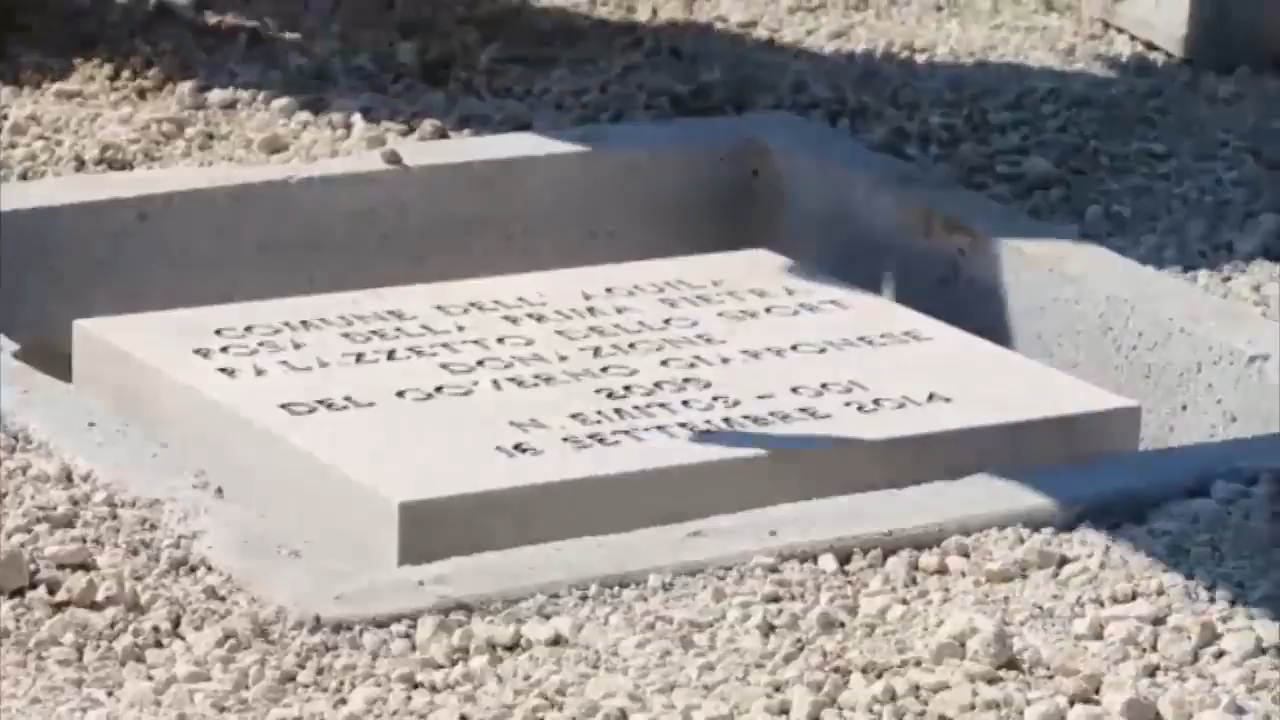 COMUNE DELL' AQUILA
POSA DELLA PRIMA PIETRA
PALAZZETTO DELLO SPORT
DONAZIONE
DEL GOVERNO GIAPPONESE
2009
16 SETTEMBRE 2014